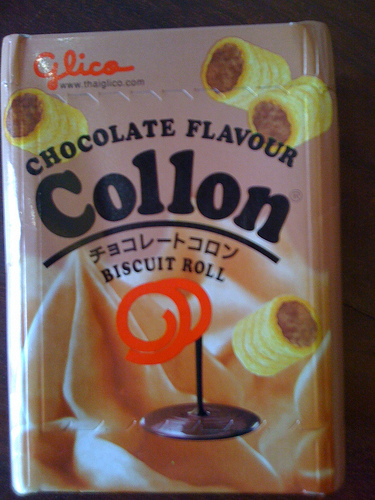 Glico
www.thaiglico.com
CHOCOLATE FLAVOUR
Collon®
チョコレートコロン
BISCUIT ROLL